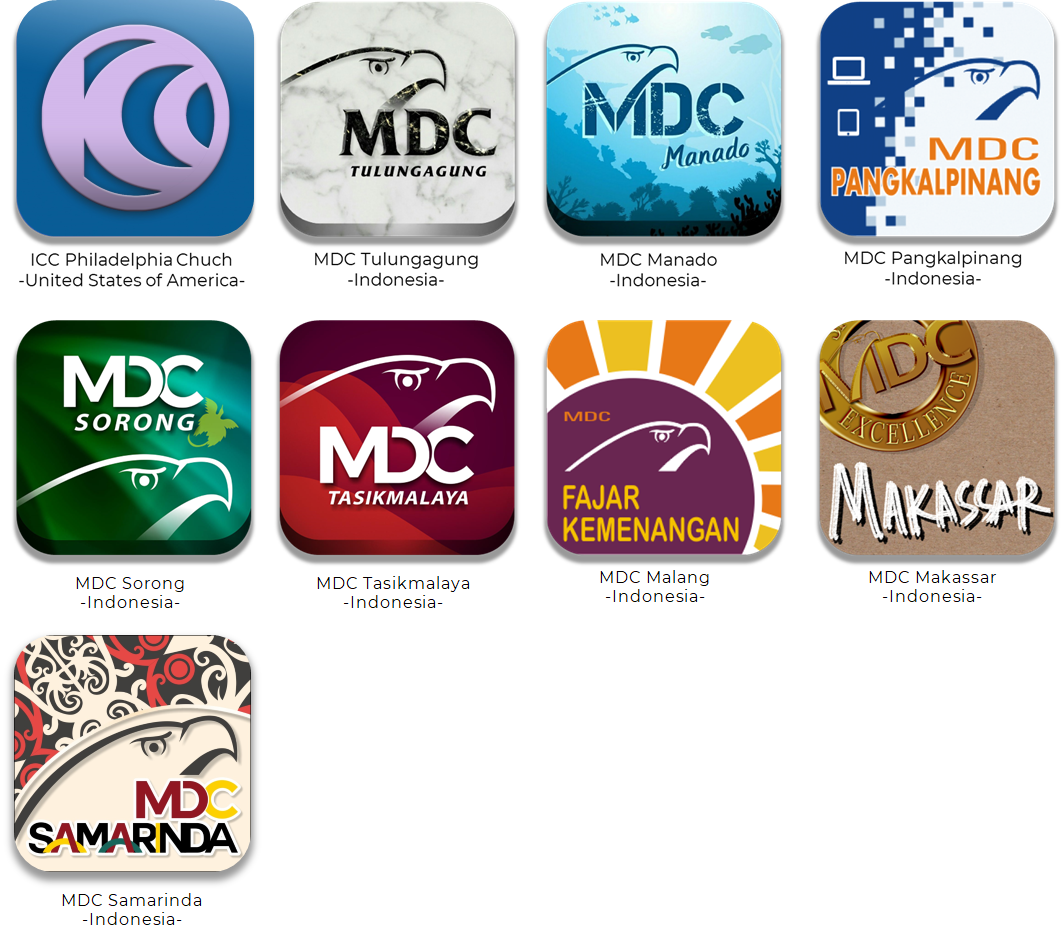 MDC
TULUNGAGUNG
MDC
Manado
MDC
PANGKALPINANG
ICC Philadelphia Chuch
-United States of America-
MDC Tulungagung
-Indonesia-
MDC Manado
-Indonesia-
MDC Pangkalpinang
-Indonesia-
MDC
SORONG
MDC
TASIKMALAYA
MDC
FAJAR
KEMENANGAN
MDC
EXCELLENCE
MAKASSAR
MDC Sorong
-Indonesia-
MDC Tasikmalaya
-Indonesia-
MDC Malang
-Indonesia-
MDC Makassar
-Indonesia-
MDC
SAMARINDA
MDC Samarinda
-Indonesia-